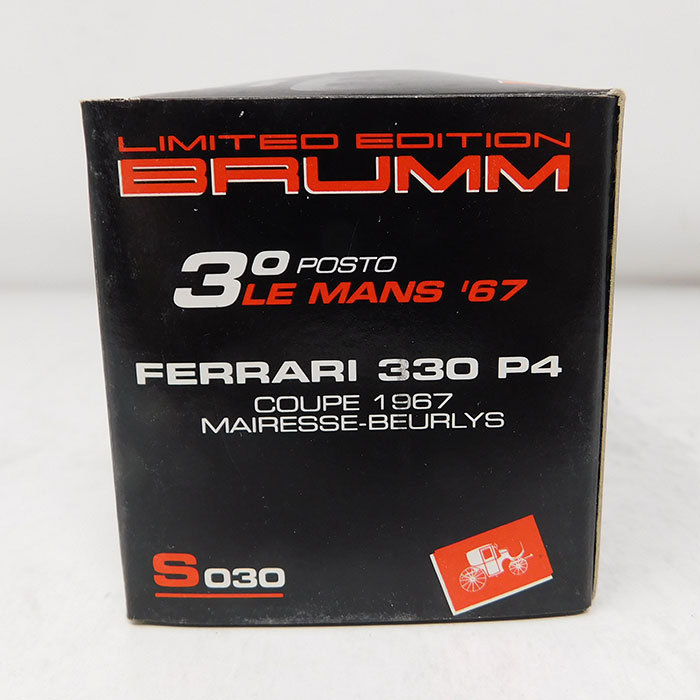 LIMITED EDITION
BRUMM
3º POSTO
LE MANS '67
FERRARI 330 P4
COUPE 1967
MAIRESSE-BEURLYS
S030